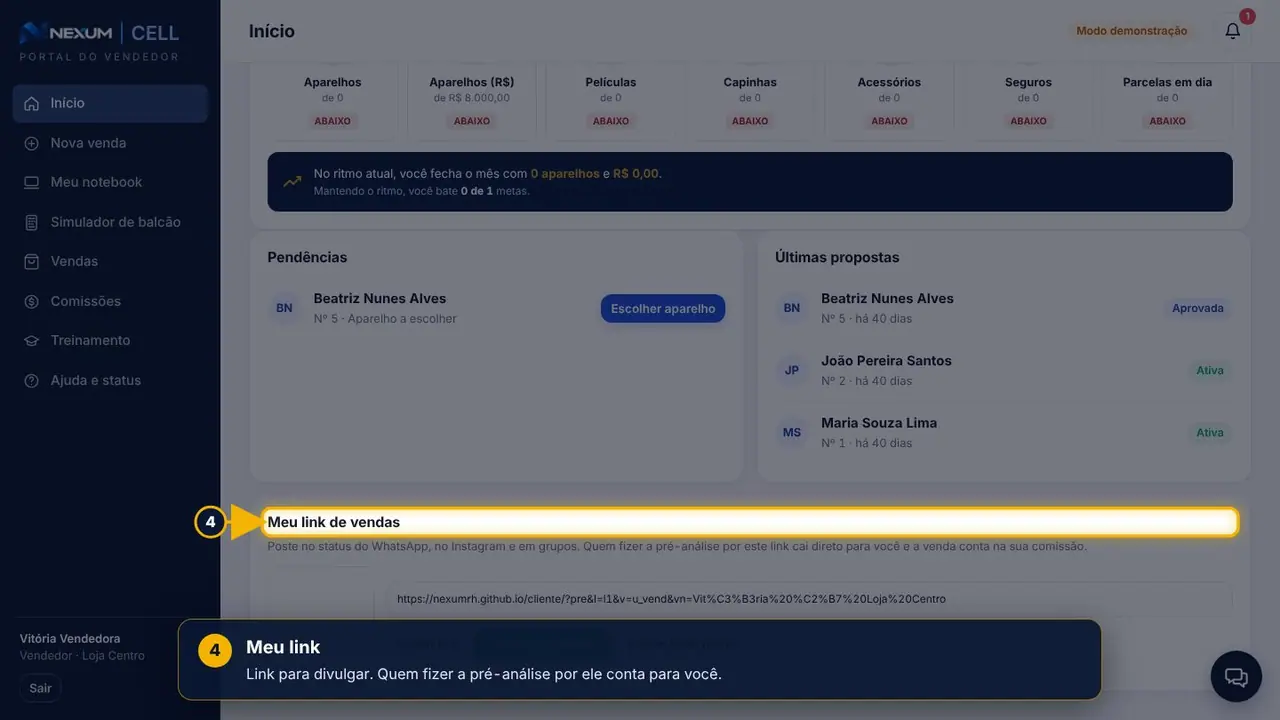 NEXUM | CELL
PORTAL DO VENDEDOR
Início
Nova venda
Meu notebook
Simulador de balcão
Vendas
Comissões
Treinamento
Ajuda e status
Vitória Vendedora
Vendedor · Loja Centro
Sair
Início
Modo demonstração
1
Aparelhos
de 0
ABAIXO
Aparelhos (R$)
de R$ 8.000,00
ABAIXO
Películas
de 0
ABAIXO
Capinhas
de 0
ABAIXO
Acessórios
de 0
ABAIXO
Seguros
de 0
ABAIXO
Parcelas em dia
de 0
ABAIXO
No ritmo atual, você fecha o mês com 0 aparelhos e R$ 0,00.
Mantendo o ritmo, você bate 0 de 1 metas.
Pendências
BN
Beatriz Nunes Alves
Nº 5 · Aparelho a escolher
Escolher aparelho
Últimas propostas
BN
Beatriz Nunes Alves
Nº 5 · há 40 dias
Aprovada
JP
João Pereira Santos
Nº 2 · há 40 dias
Ativa
MS
Maria Souza Lima
Nº 1 · há 40 dias
Ativa
4
Meu link de vendas
Poste no status do WhatsApp, no Instagram e em grupos. Quem fizer a pré-análise por este link cai direto para você e a venda conta na sua comissão.
https://nexumrh.github.io/cliente/?pre&l=l1&v=u_vend&vn=Vit%C3%B3ria%20%C2%B7%20Loja%20Centro
4
Meu link
Link para divulgar. Quem fizer a pré-análise por ele conta para você.